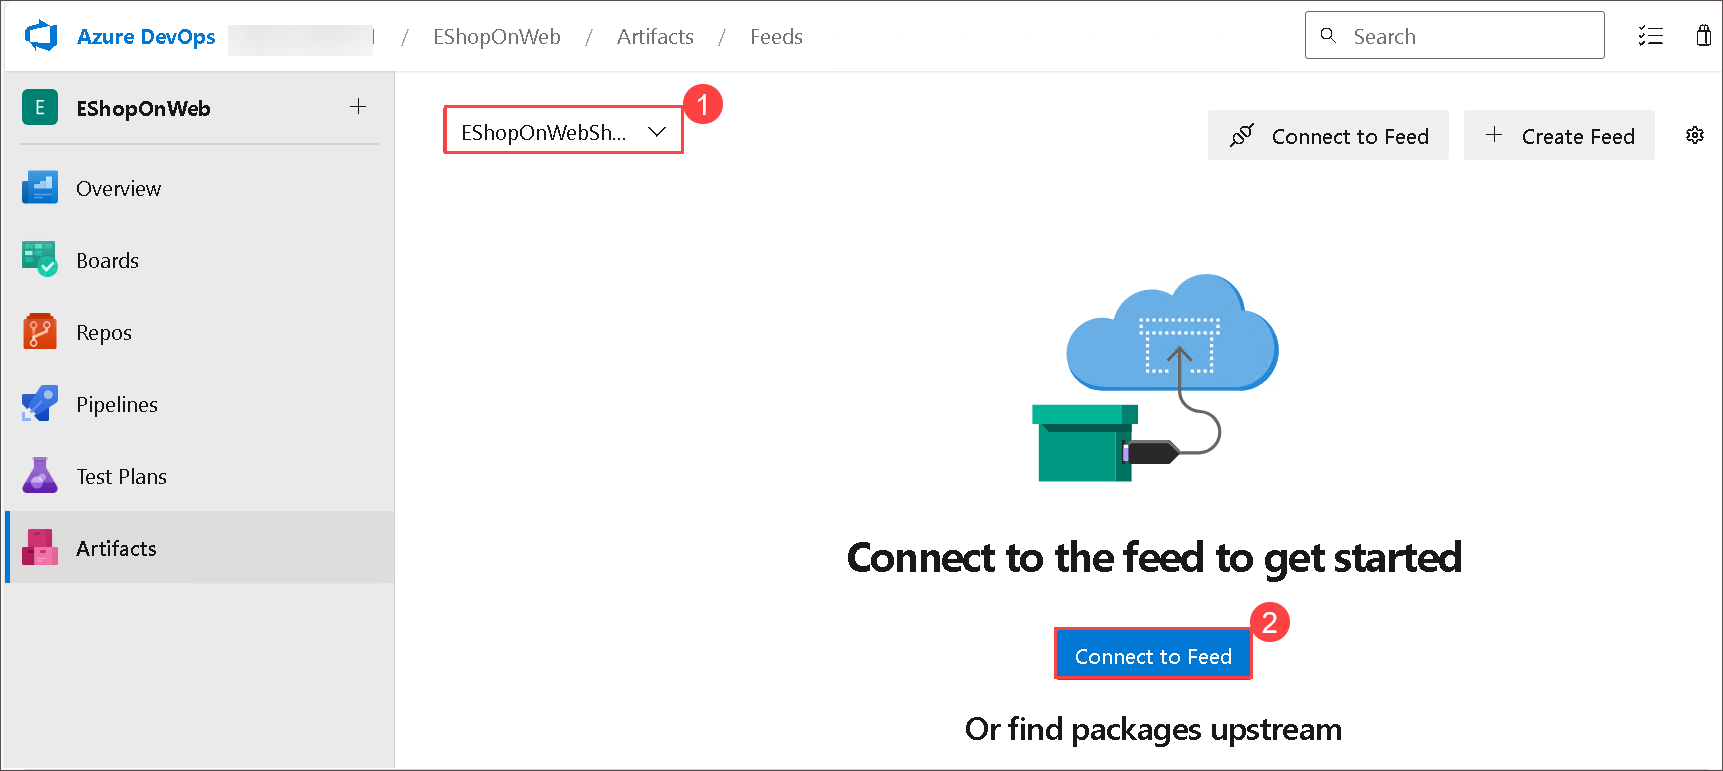 Azure DevOps / EShopOnWeb / Artifacts / Feeds
Search
E EShopOnWeb
Overview
Boards
Repos
Pipelines
Test Plans
Artifacts
EShopOnWebSh...
1
Connect to Feed
Create Feed
Connect to the feed to get started
Connect to Feed
2
Or find packages upstream